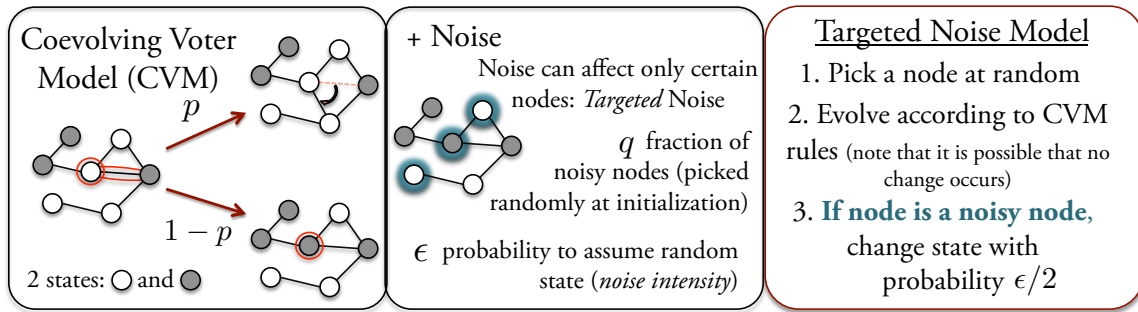 Coevolving Voter
Model (CVM)
p
1 − p
2 states: and
+ Noise
Noise can affect only certain
nodes: Targeted Noise
q fraction of
noisy nodes (picked
randomly at initialization)
ϵ probability to assume random
state (noise intensity)
Targeted Noise Model
1. Pick a node at random
2. Evolve according to CVM
rules (note that it is possible that no
change occurs)
3. If node is a noisy node,
change state with
probability ϵ/2